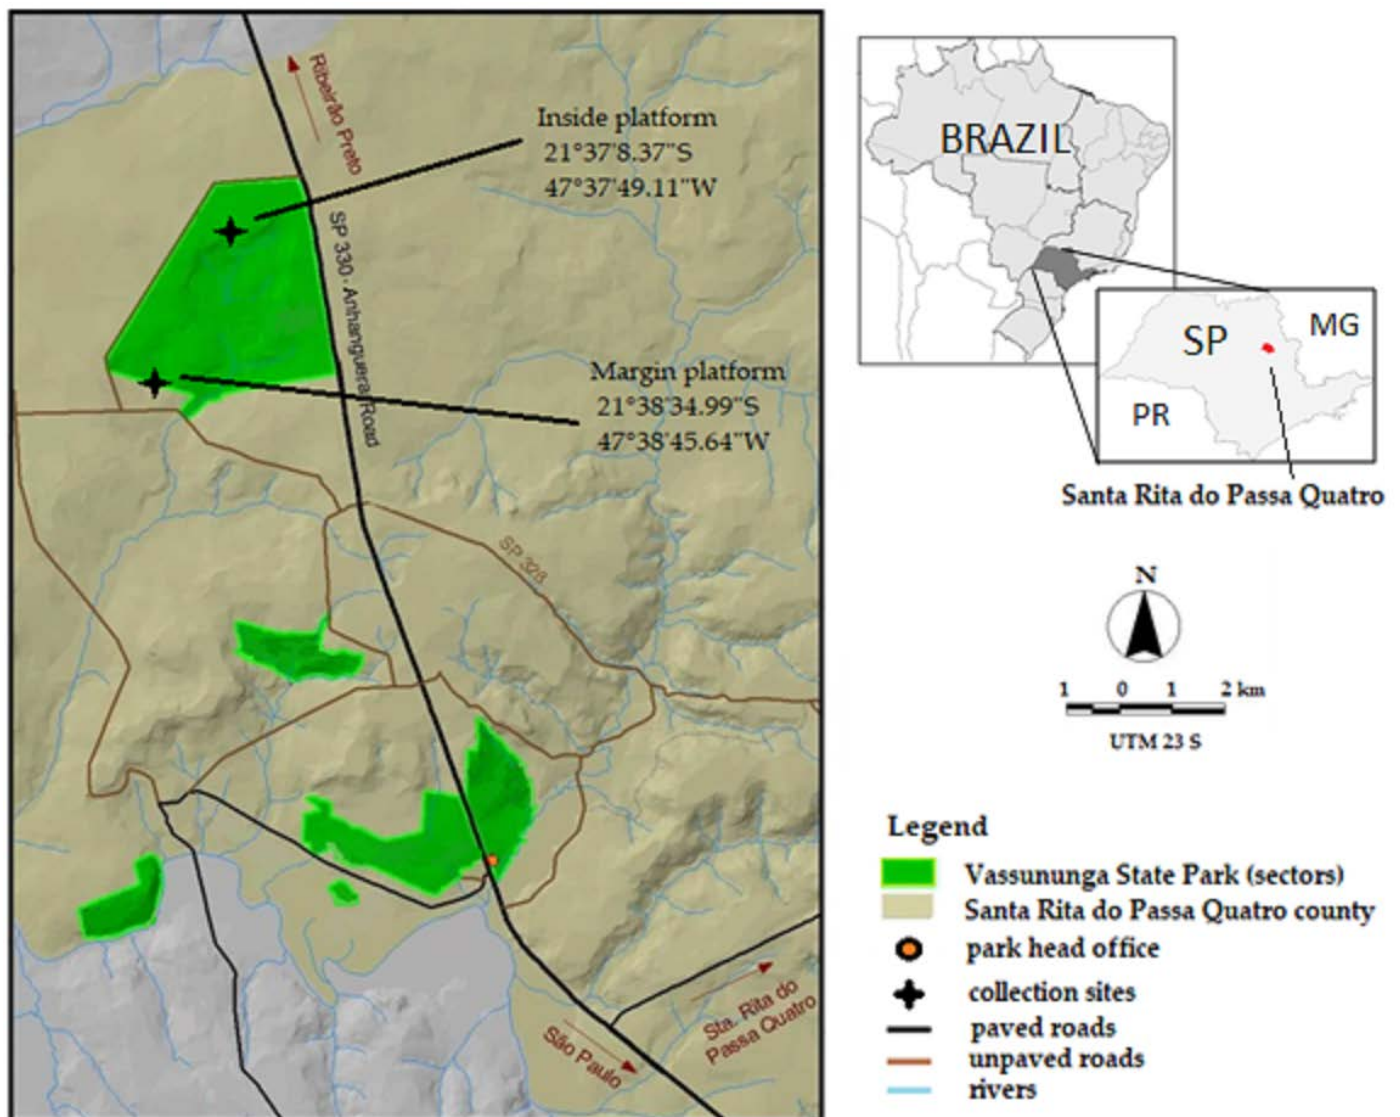 Ribeirão Preto
Inside platform
21°37'8.37"S
47°37'49.11"W
SP 330 - Anhanguera Road
Margin platform
21°38'34.99"S
47°38'45.64"W
SP 328
São Paulo
Sta. Rita do
Passa Quatro
BRAZIL
SP
MG
PR
Santa Rita do Passa Quatro
N
1 0 1 2 km
UTM 23 S
Legend
Vassununga State Park (sectors)
Santa Rita do Passa Quatro county
park head office
collection sites
paved roads
unpaved roads
rivers